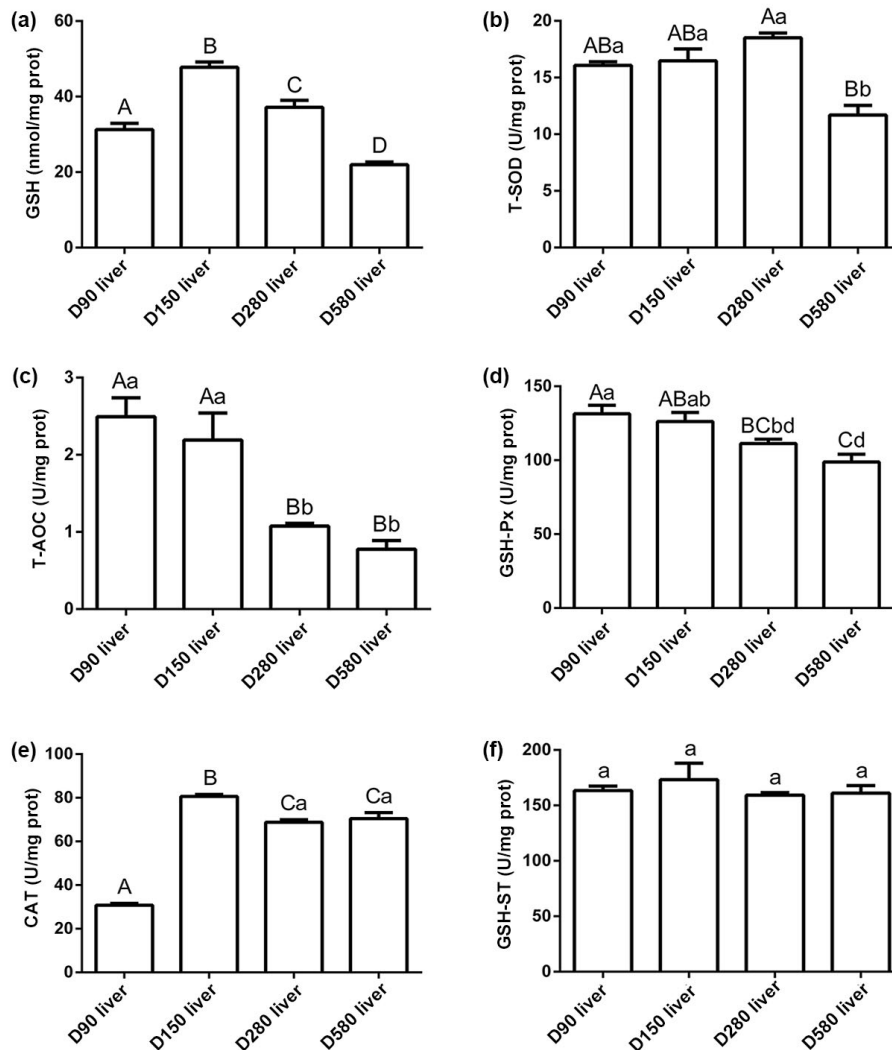 (a)
GSH (nmol/mg prot)
60
40
20
0
A
B
C
D
D90 liver
D150 liver
D280 liver
D580 liver
(b)
T-SOD (U/mg prot)
20
15
10
5
0
ABa
ABa
Aa
Bb
D90 liver
D150 liver
D280 liver
D580 liver
(c)
T-AOC (U/mg prot)
3
2
1
0
Aa
Aa
Bb
Bb
D90 liver
D150 liver
D280 liver
D580 liver
(d)
GSH-Px (U/mg prot)
150
100
50
0
Aa
ABab
BCbd
Cd
D90 liver
D150 liver
D280 liver
D580 liver
(e)
CAT (U/mg prot)
100
80
60
40
20
0
A
B
Ca
Ca
D90 liver
D150 liver
D280 liver
D580 liver
(f)
GSH-ST (U/mg prot)
200
150
100
50
0
a
a
a
a
D90 liver
D150 liver
D280 liver
D580 liver